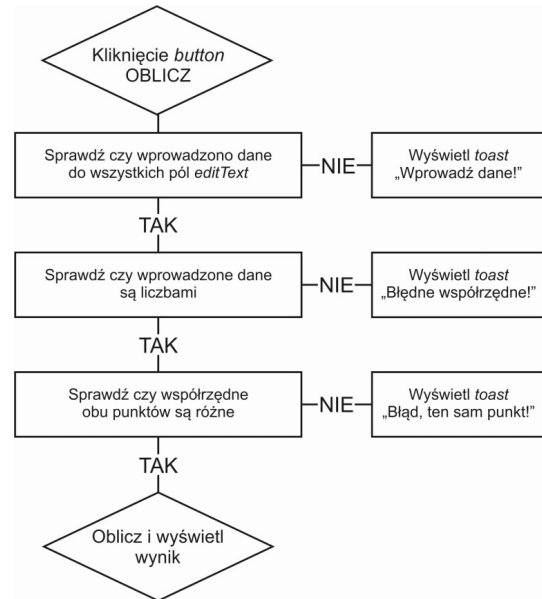 Kliknięcie button
OBLICZ
Sprawdź czy wprowadzono dane
do wszystkich pól editText
NIE
Wyświetl toast
„Wprowadź dane!”
TAK
Sprawdź czy wprowadzone dane
są liczbami
NIE
Wyświetl toast
„Błędne współrzędne!”
TAK
Sprawdź czy współrzędne
obu punktów są różne
NIE
Wyświetl toast
„Błąd, ten sam punkt!”
TAK
Oblicz i wyświetl
wynik